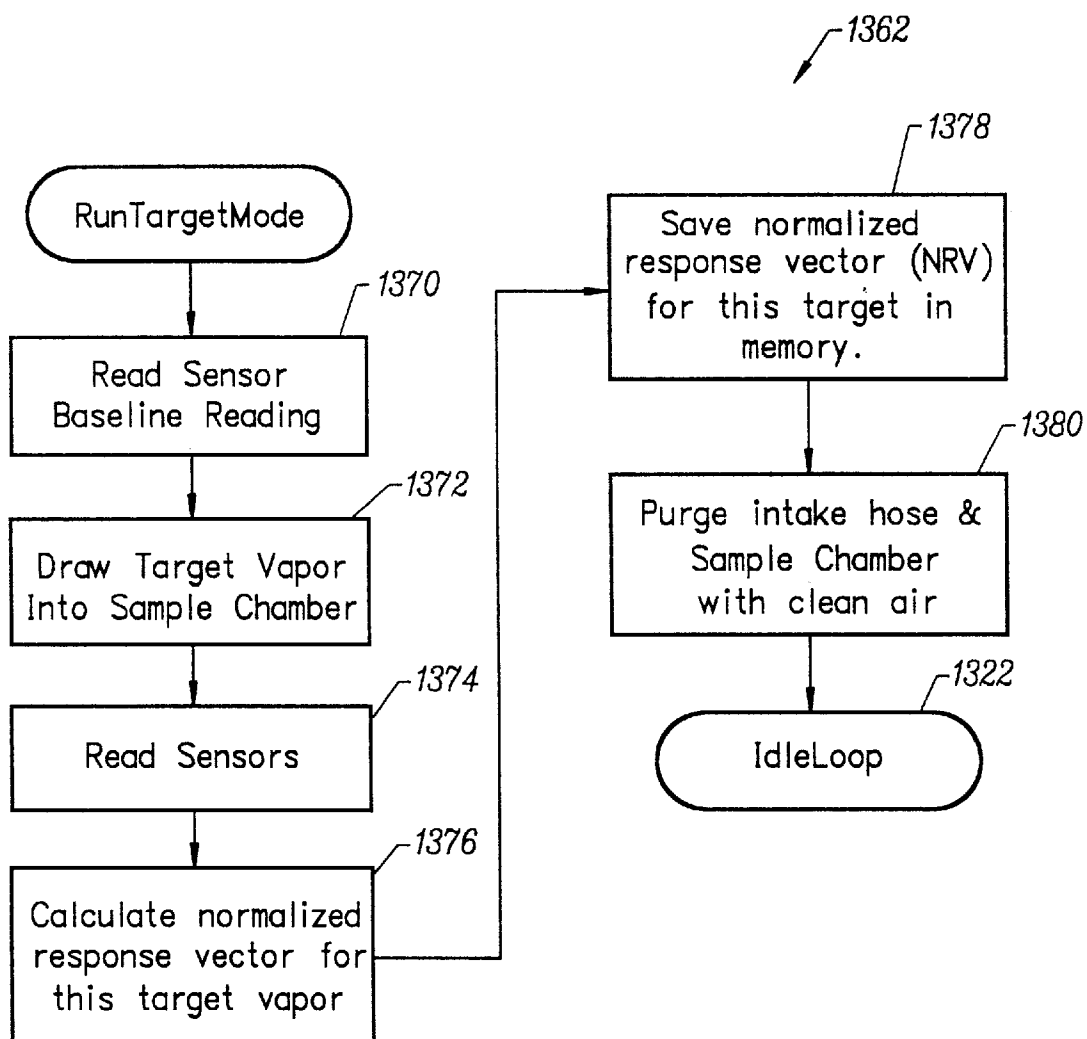 1362
RunTargetMode
1370
Read Sensor
Baseline Reading
1372
Draw Target Vapor
Into Sample Chamber
1374
Read Sensors
1376
Calculate normalized
response vector for
this target vapor
1378
Save normalized
response vector (NRV)
for this target in
memory.
1380
Purge intake hose &
Sample Chamber
with clean air
1322
IdleLoop